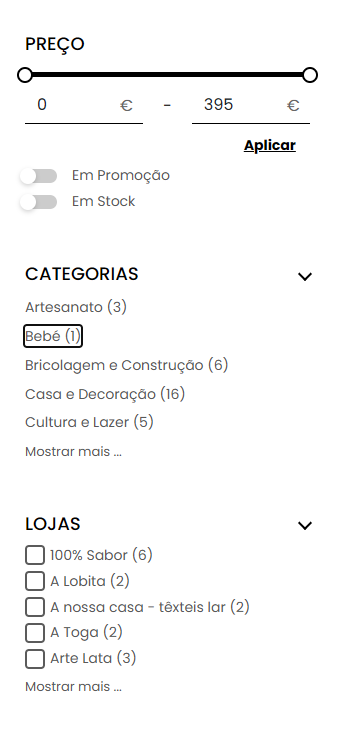 PREÇO
0 € - 395 €
Aplicar
Em Promoção
Em Stock
CATEGORIAS
Artesanato (3)
Bebé (1)
Bricolagem e Construção (6)
Casa e Decoração (16)
Cultura e Lazer (5)
Mostrar mais ...
LOJAS
100% Sabor (6)
A Lobita (2)
A nossa casa - têxteis lar (2)
A Toga (2)
Arte Lata (3)
Mostrar mais ...